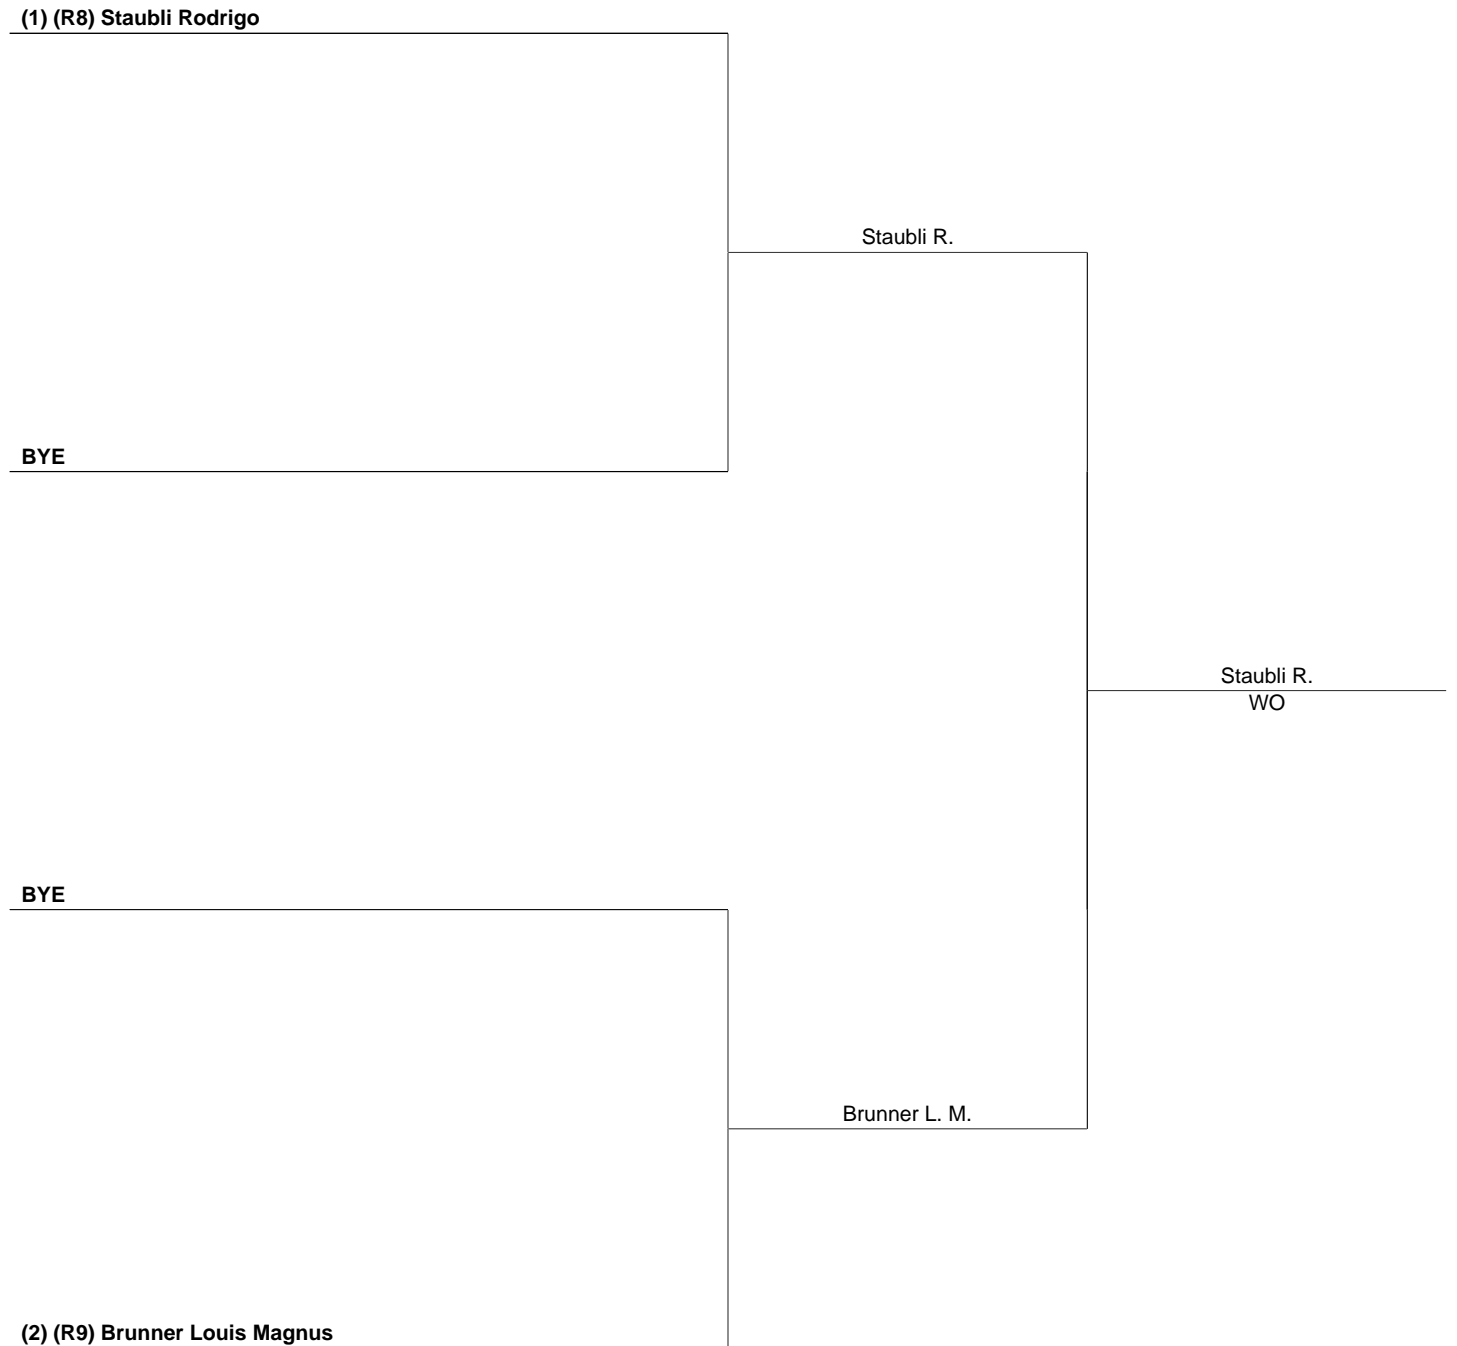 (1) (R8) Staubli Rodrigo
Staubli R.
BYE
Staubli R.
WO
BYE
Brunner L. M.
(2) (R9) Brunner Louis Magnus